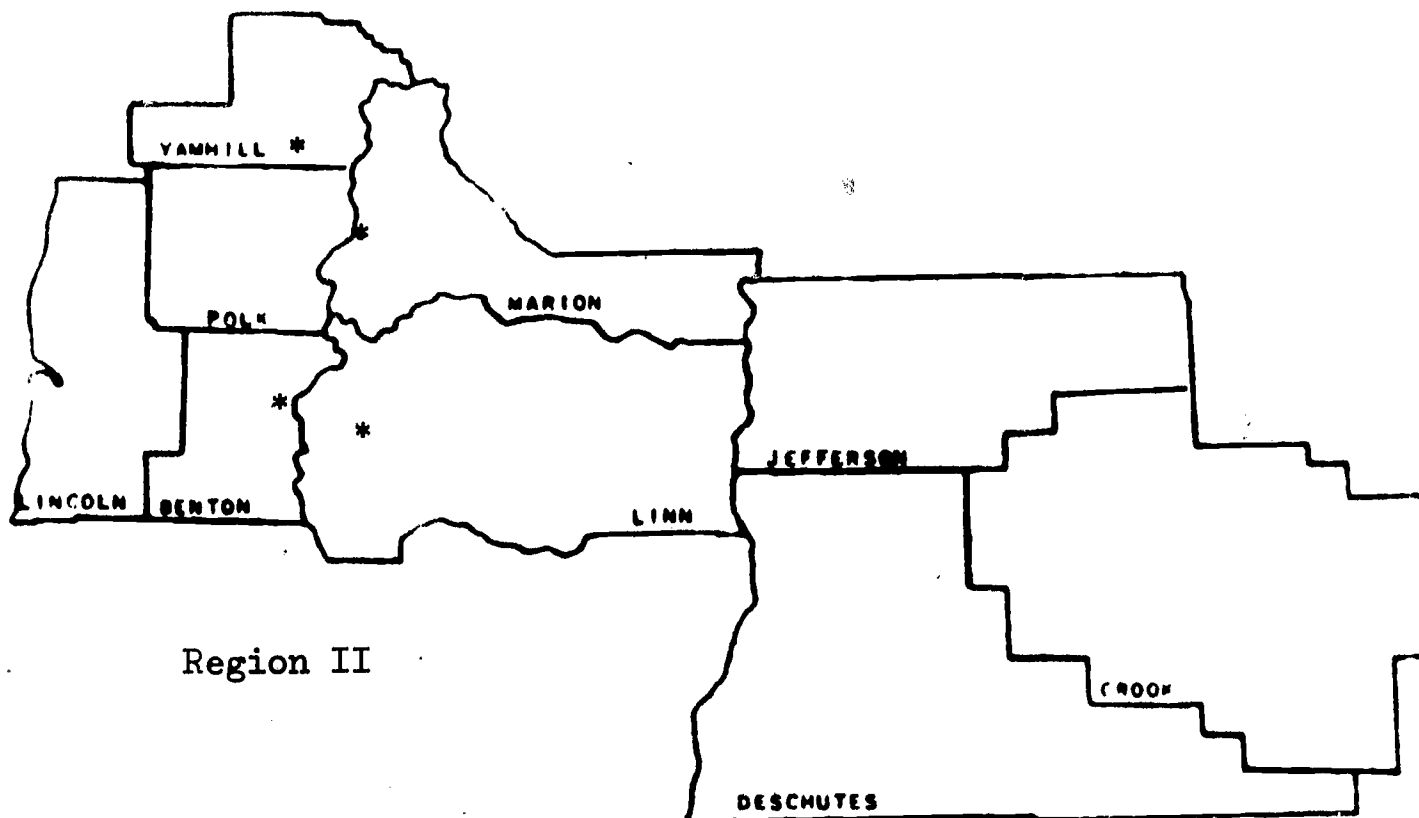 YAMHILL *
*
MARION
POLK
*
*
JEFFERSON
LINCOLN
BENTON
LINN
Region II
CROOK
DESCHUTES